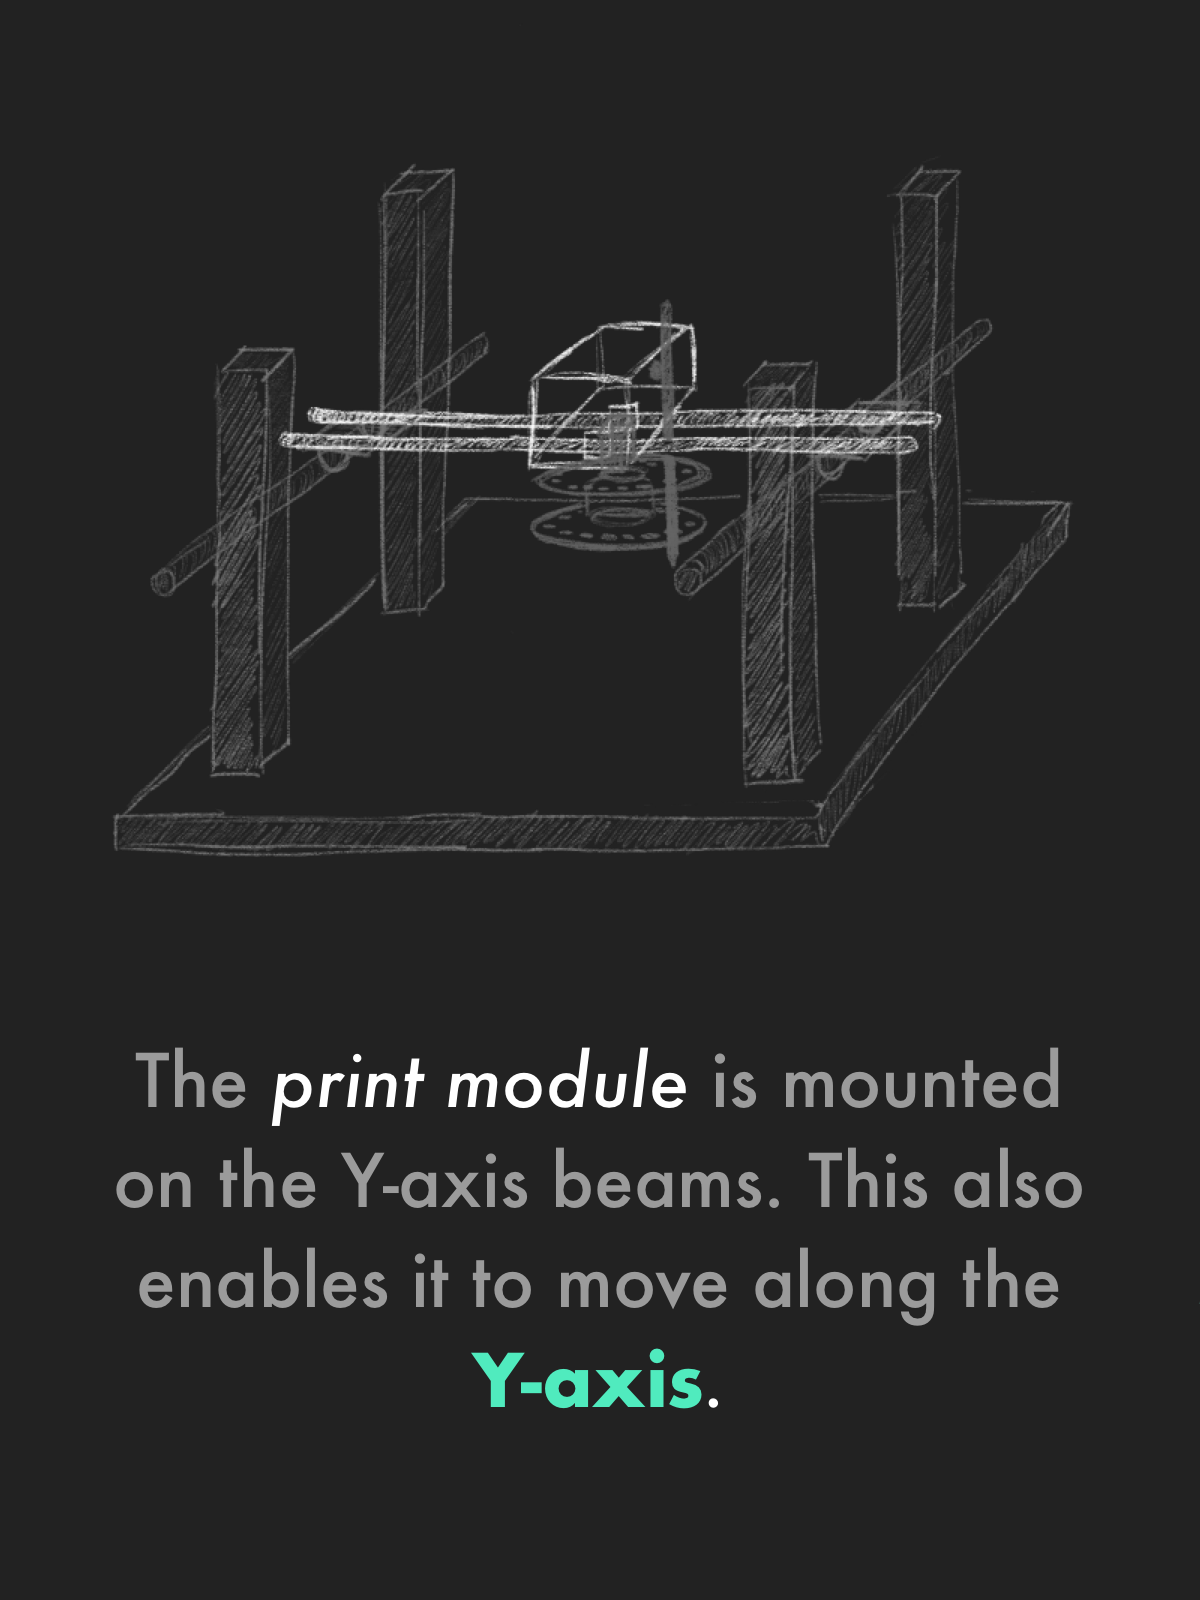 The print module is mounted
on the Y-axis beams. This also
enables it to move along the
Y-axis.